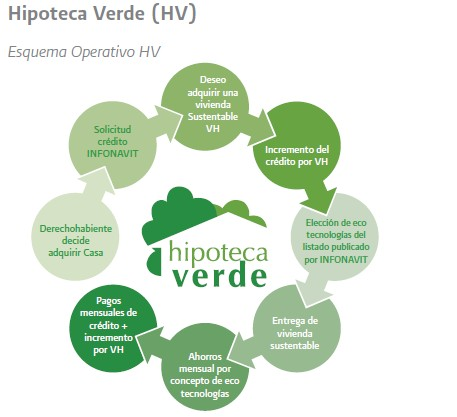 Hipoteca Verde (HV)
Esquema Operativo HV
Deseo
adquirir una
vivienda
Sustentable
VH
Incremento del
crédito por VH
Elección de eco
tecnologías del
listado publicado
por INFONAVIT
Entrega de
vivienda
sustentable
Ahorros
mensual por
concepto de eco
tecnologías
Pagos
mensuales de
crédito +
incremento
por VH
Derechohabiente
decide
adquirir Casa
Solicitud
crédito
INFONAVIT
hipoteca
verde